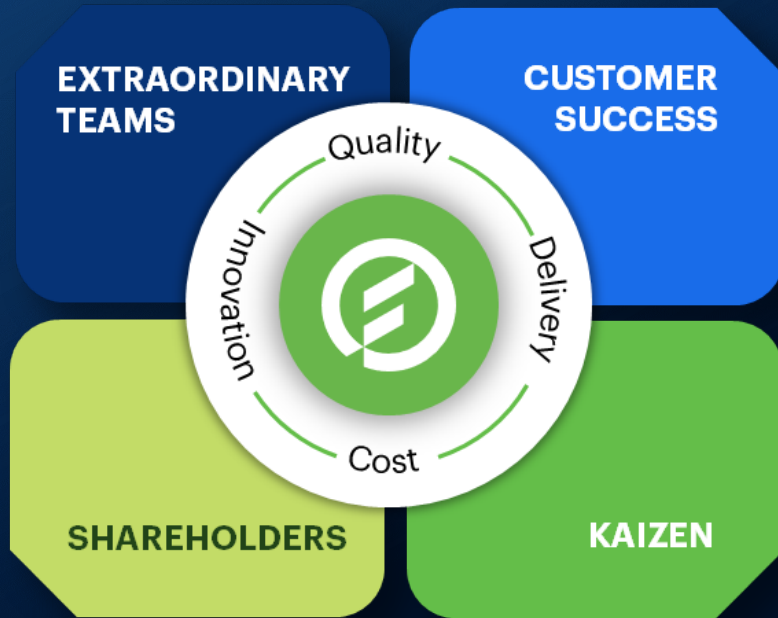 EXTRAORDINARY
TEAMS
CUSTOMER
SUCCESS
Quality
Innovation
Delivery
Cost
SHAREHOLDERS
KAIZEN